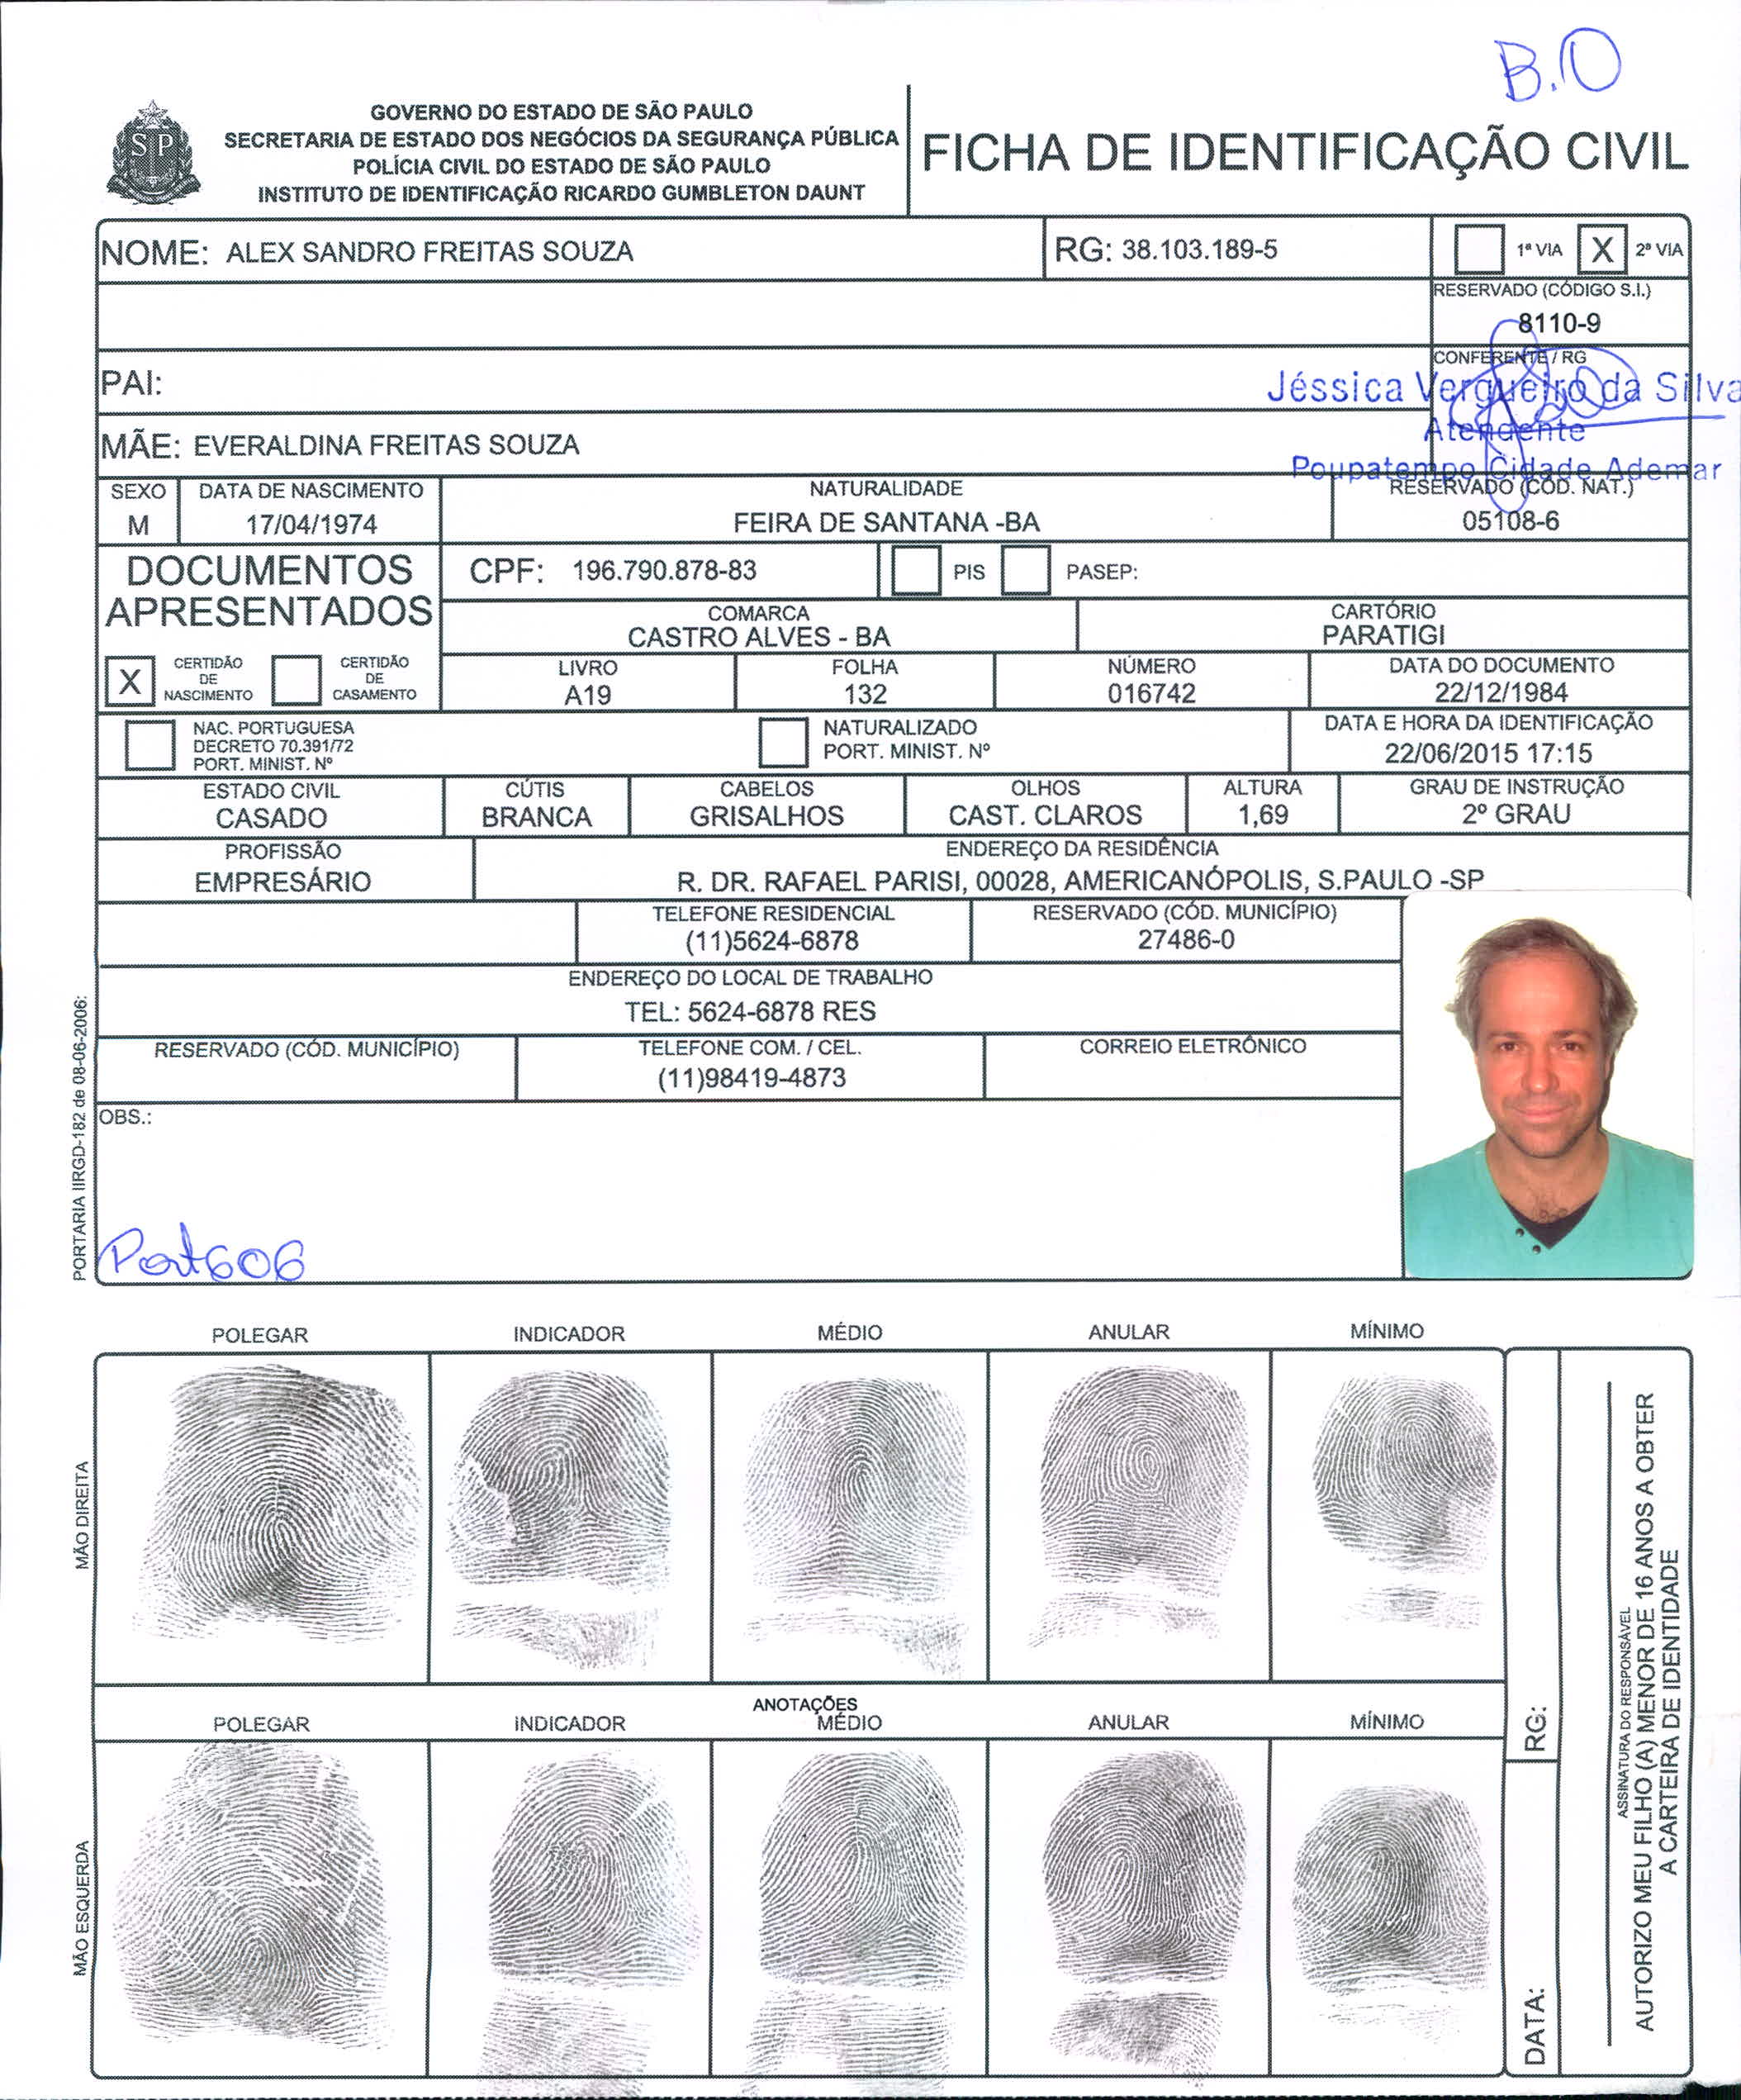 B.O
GOVERNO DO ESTADO DE SÃO PAULO
SECRETARIA DE ESTADO DOS NEGÓCIOS DA SEGURANÇA PÚBLICA
POLÍCIA CIVIL DO ESTADO DE SÃO PAULO
INSTITUTO DE IDENTIFICAÇÃO RICARDO GUMBLETON DAUNT
SP
FICHA DE IDENTIFICAÇÃO CIVIL
NOME: ALEX SANDRO FREITAS SOUZA
RG: 38.103.189-5
1ª VIA X 2ª VIA
RESERVADO (CÓDIGO S.I.)
8110-9
PAI:
CONFERENTE / RG
Jéssica Vergueiro da Silva
Atendente
Poupatempo Cidade Ademar
MÃE: EVERALDINA FREITAS SOUZA
SEXO DATA DE NASCIMENTO NATURALIDADE RESERVADO (CÓD. NAT.)
M 17/04/1974 FEIRA DE SANTANA -BA 05108-6
DOCUMENTOS
APRESENTADOS
CPF: 196.790.878-83 PIS PASEP:
COMARCA CARTÓRIO
CASTRO ALVES - BA PARATIGI
X CERTIDÃO
DE
NASCIMENTO
CERTIDÃO
DE
CASAMENTO
LIVRO FOLHA NÚMERO DATA DO DOCUMENTO
A19 132 016742 22/12/1984
NAC. PORTUGUESA
DECRETO 70.391/72
PORT. MINIST. Nº
NATURALIZADO
PORT. MINIST. Nº
DATA E HORA DA IDENTIFICAÇÃO
22/06/2015 17:15
ESTADO CIVIL CÚTIS CABELOS OLHOS ALTURA GRAU DE INSTRUÇÃO
CASADO BRANCA GRISALHOS CAST. CLAROS 1,69 2º GRAU
PROFISSÃO ENDEREÇO DA RESIDÊNCIA
EMPRESÁRIO R. DR. RAFAEL PARISI, 00028, AMERICANÓPOLIS, S.PAULO -SP
TELEFONE RESIDENCIAL RESERVADO (CÓD. MUNICÍPIO)
(11)5624-6878 27486-0
ENDEREÇO DO LOCAL DE TRABALHO
TEL: 5624-6878 RES
RESERVADO (CÓD. MUNICÍPIO) TELEFONE COM. / CEL. CORREIO ELETRÔNICO
(11)98419-4873
OBS.:
Port606
PORTARIA IIRGD-182 de 08-06-2006:
POLEGAR INDICADOR MÉDIO ANULAR MÍNIMO
MÃO DIREITA
ANOTAÇÕES
POLEGAR INDICADOR MÉDIO ANULAR MÍNIMO
MÃO ESQUERDA
RG:
DATA:
ASSINATURA DO RESPONSÁVEL
AUTORIZO MEU FILHO (A) MENOR DE 16 ANOS A OBTER
A CARTEIRA DE IDENTIDADE